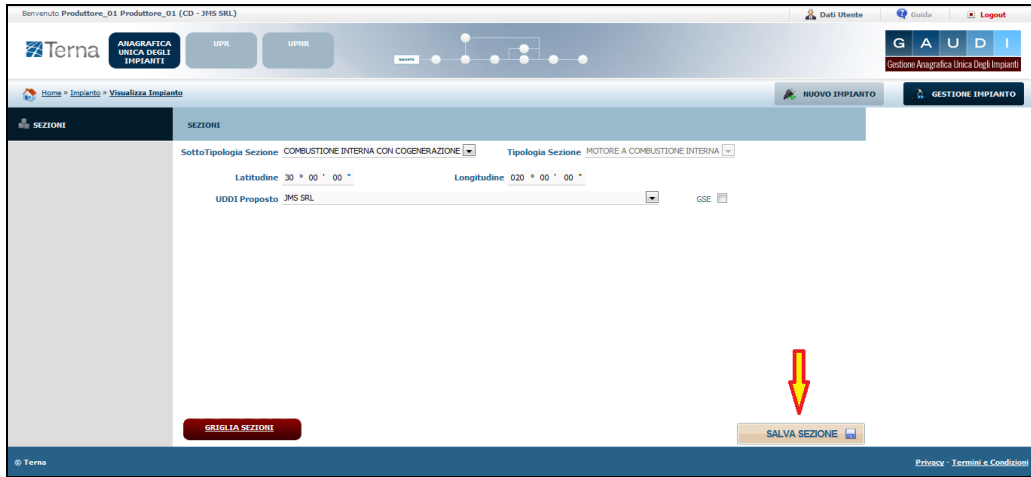 Benvenuto Produttore_01 Produttore_01 (CD - JMS SRL)
Dati Utente
Guida
Logout
Terna
ANAGRAFICA
UNICA DEGLI
IMPIANTI
UPR
UPNR
G A U D I
Gestione Anagrafica Unica Degli Impianti
Home » Impianto » Visualizza Impianto
NUOVO IMPIANTO
GESTIONE IMPIANTO
SEZIONI
SEZIONI
SottoTipologia Sezione COMBUSTIONE INTERNA CON COGENERAZIONE
Tipologia Sezione MOTORE A COMBUSTIONE INTERNA
Latitudine 30 ° 00 ' 00 "
Longitudine 020 ° 00 ' 00 "
UDDI Proposto JMS SRL
GSE
GRIGLIA SEZIONI
SALVA SEZIONE
© Terna
Privacy - Termini e Condizioni